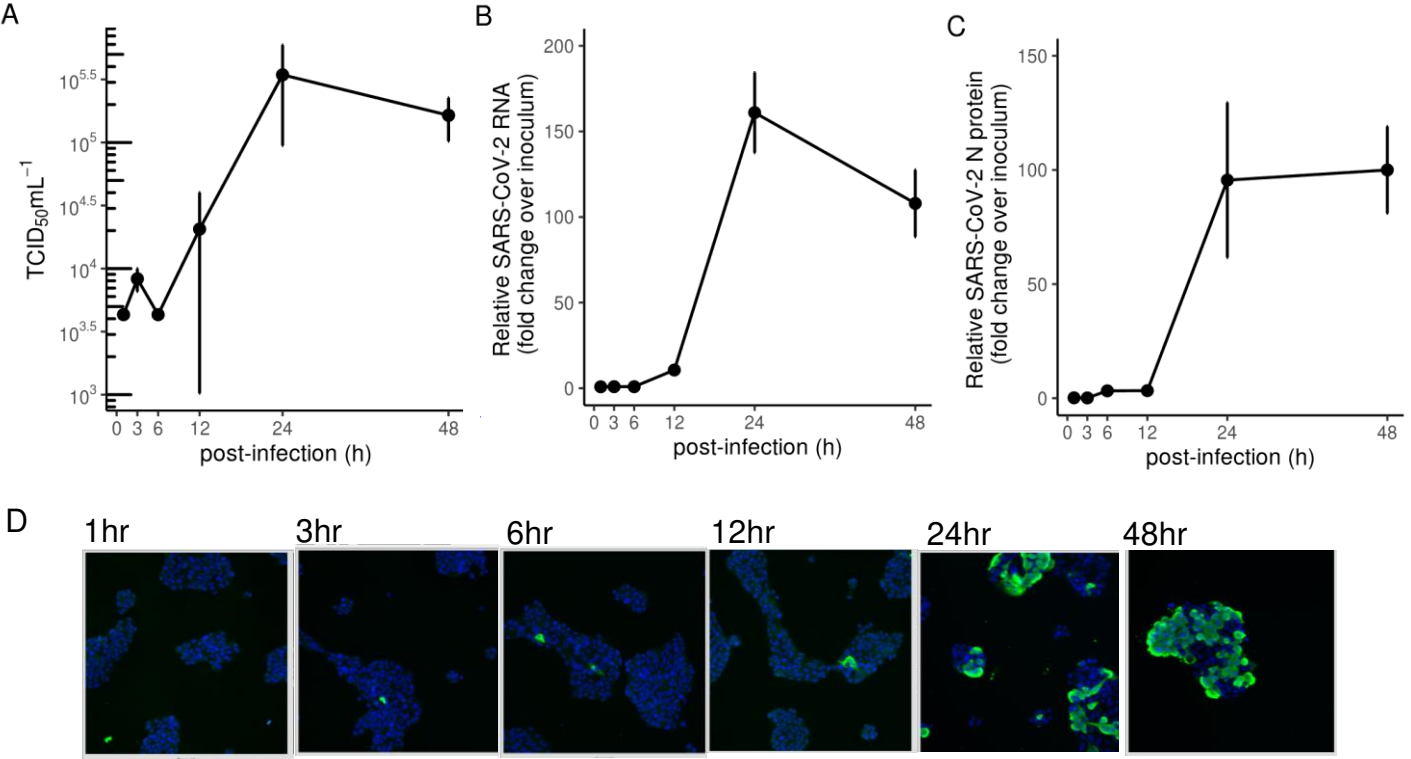 A
B
C
TCID50mL−1
10^5.5
10^5
10^4.5
10^4
10^3.5
10^3
0 3 6 12 24 48
post-infection (h)
Relative SARS-CoV-2 RNA
(fold change over inoculum)
200
150
100
50
0
0 3 6 12 24 48
post-infection (h)
Relative SARS-CoV-2 N protein
(fold change over inoculum)
150
100
50
0
0 3 6 12 24 48
post-infection (h)
D
1hr
3hr
6hr
12hr
24hr
48hr